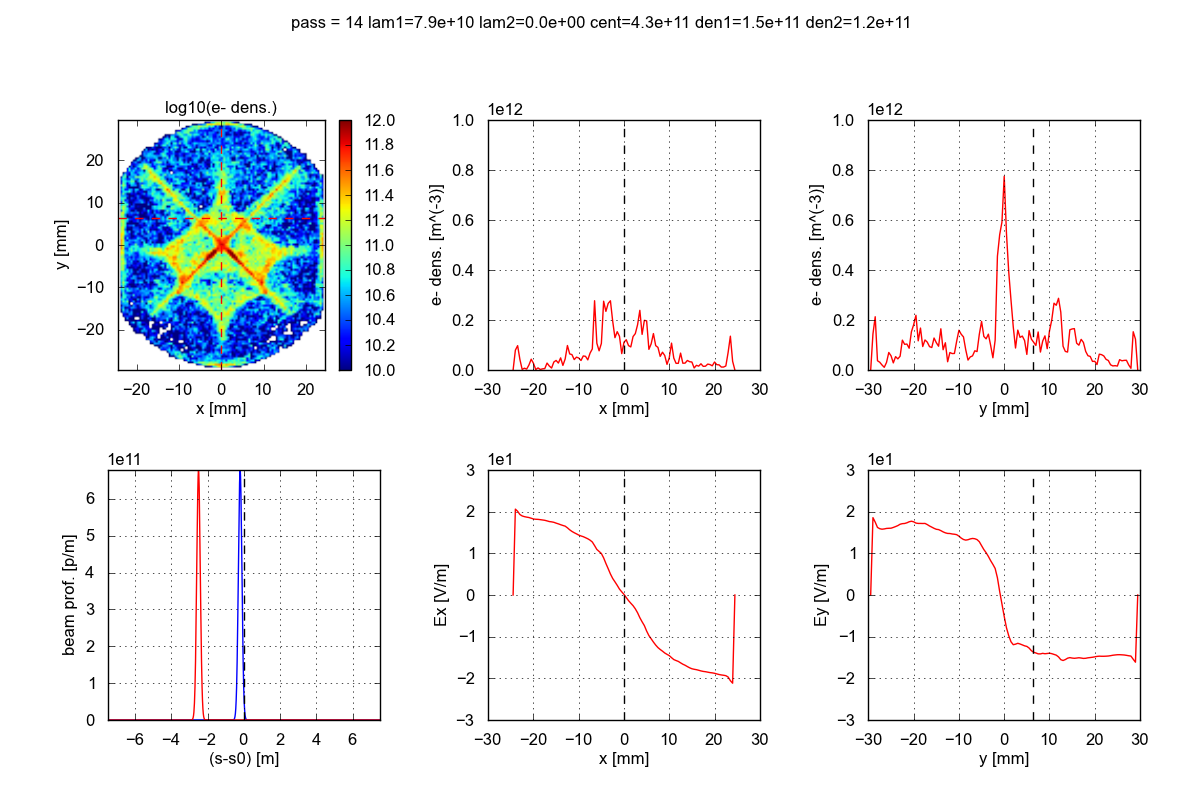 pass = 14 lam1=7.9e+10 lam2=0.0e+00 cent=4.3e+11 den1=1.5e+11 den2=1.2e+11
log10(e- dens.)
y [mm]
20
10
0
−10
−20
−20 −10 0 10 20
x [mm]
12.0
11.8
11.6
11.4
11.2
11.0
10.8
10.6
10.4
10.2
10.0
1e12
e- dens. [m^(-3)]
1.0
0.8
0.6
0.4
0.2
0.0
−30 −20 −10 0 10 20 30
x [mm]
1e12
e- dens. [m^(-3)]
1.0
0.8
0.6
0.4
0.2
0.0
−30 −20 −10 0 10 20 30
y [mm]
1e11
beam prof. [p/m]
6
5
4
3
2
1
0
−6 −4 −2 0 2 4 6
(s-s0) [m]
1e1
Ex [V/m]
3
2
1
0
−1
−2
−3
−30 −20 −10 0 10 20 30
x [mm]
1e1
Ey [V/m]
3
2
1
0
−1
−2
−3
−30 −20 −10 0 10 20 30
y [mm]